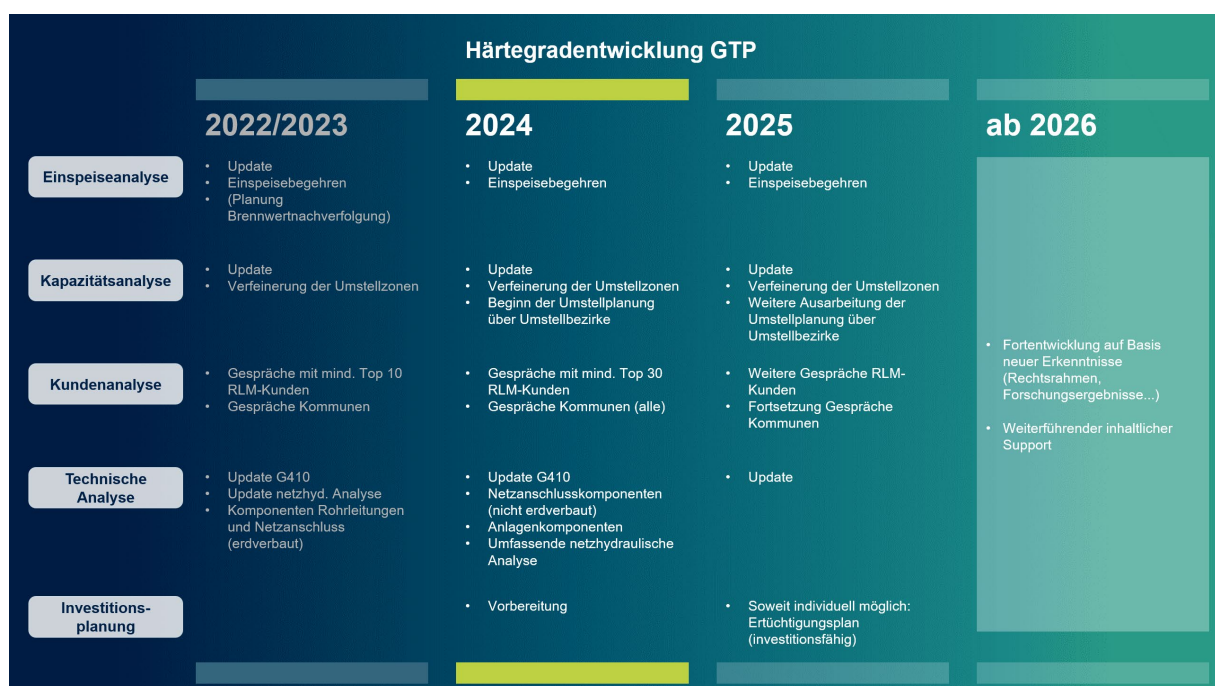 Härtegradentwicklung GTP
2022/2023
2024
2025
ab 2026
Einspeiseanalyse
• Update
• Einspeisebegehren
• (Planung
Brennwertnachverfolgung)
• Update
• Einspeisebegehren
• Update
• Einspeisebegehren
Kapazitätsanalyse
• Update
• Verfeinerung der Umstellzonen
• Update
• Verfeinerung der Umstellzonen
• Beginn der Umstellplanung
über Umstellbezirke
• Update
• Verfeinerung der Umstellzonen
• Weitere Ausarbeitung der
Umstellplanung über
Umstellbezirke
Kundenanalyse
• Gespräche mit mind. Top 10
RLM-Kunden
• Gespräche Kommunen
• Gespräche mit mind. Top 30
RLM-Kunden
• Gespräche Kommunen (alle)
• Weitere Gespräche RLM-
Kunden
• Fortsetzung Gespräche
Kommunen
Technische
Analyse
• Update G410
• Update netzhyd. Analyse
• Komponenten Rohrleitungen
und Netzanschluss
(erdverbaut)
• Update G410
• Netzanschlusskomponenten
(nicht erdverbaut)
• Anlagenkomponenten
• Umfassende netzhydraulische
Analyse
• Update
Investitions-
planung
• Vorbereitung
• Soweit individuell möglich:
Ertüchtigungsplan
(investitionsfähig)
• Fortentwicklung auf Basis
neuer Erkenntnisse
(Rechtsrahmen,
Forschungsergebnisse...)
• Weiterführender inhaltlicher
Support